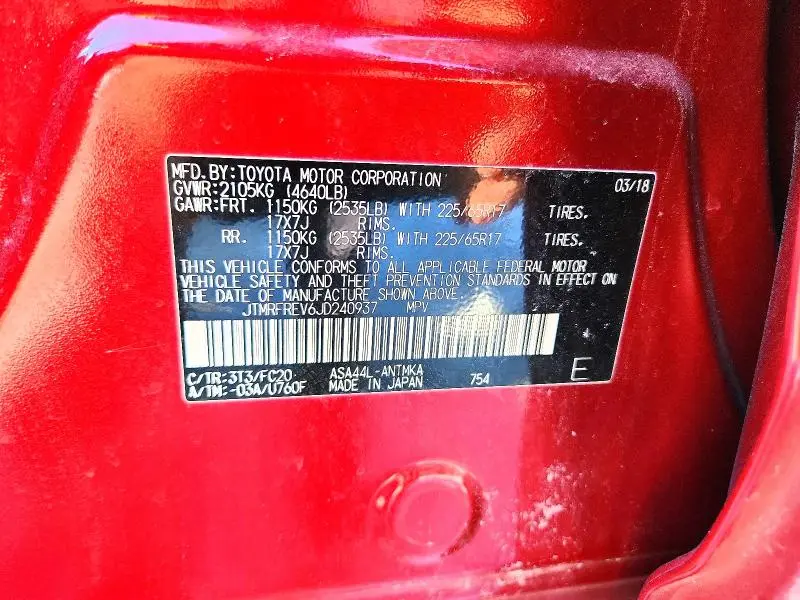 MFD.BY:TOYOTA MOTOR CORPORATION 03/18
GVWR:2105KG (4640LB)
GAWR:FRT. 1150KG (2535LB) WITH 225/65R17 TIRES.
17X7J RIMS.
RR. 1150KG (2535LB) WITH 225/65R17 TIRES.
17X7J RIMS.
THIS VEHICLE CONFORMS TO ALL APPLICABLE FEDERAL MOTOR
VEHICLE SAFETY AND THEFT PREVENTION STANDARDS IN EFFECT ON
THE DATE OF MANUFACTURE SHOWN ABOVE.
JTMRFREV6JD240937 MPV
C/TR:3T3/FC20 ASA44L-ANTMKA 754 E
A/TM:-03A/U760F MADE IN JAPAN